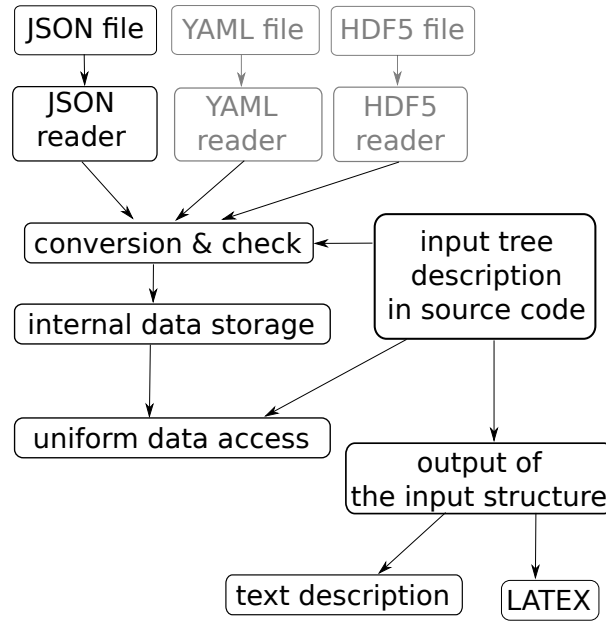 JSON file
YAML file
HDF5 file
JSON
reader
YAML
reader
HDF5
reader
conversion & check
input tree
description
in source code
internal data storage
uniform data access
output of
the input structure
text description
LATEX